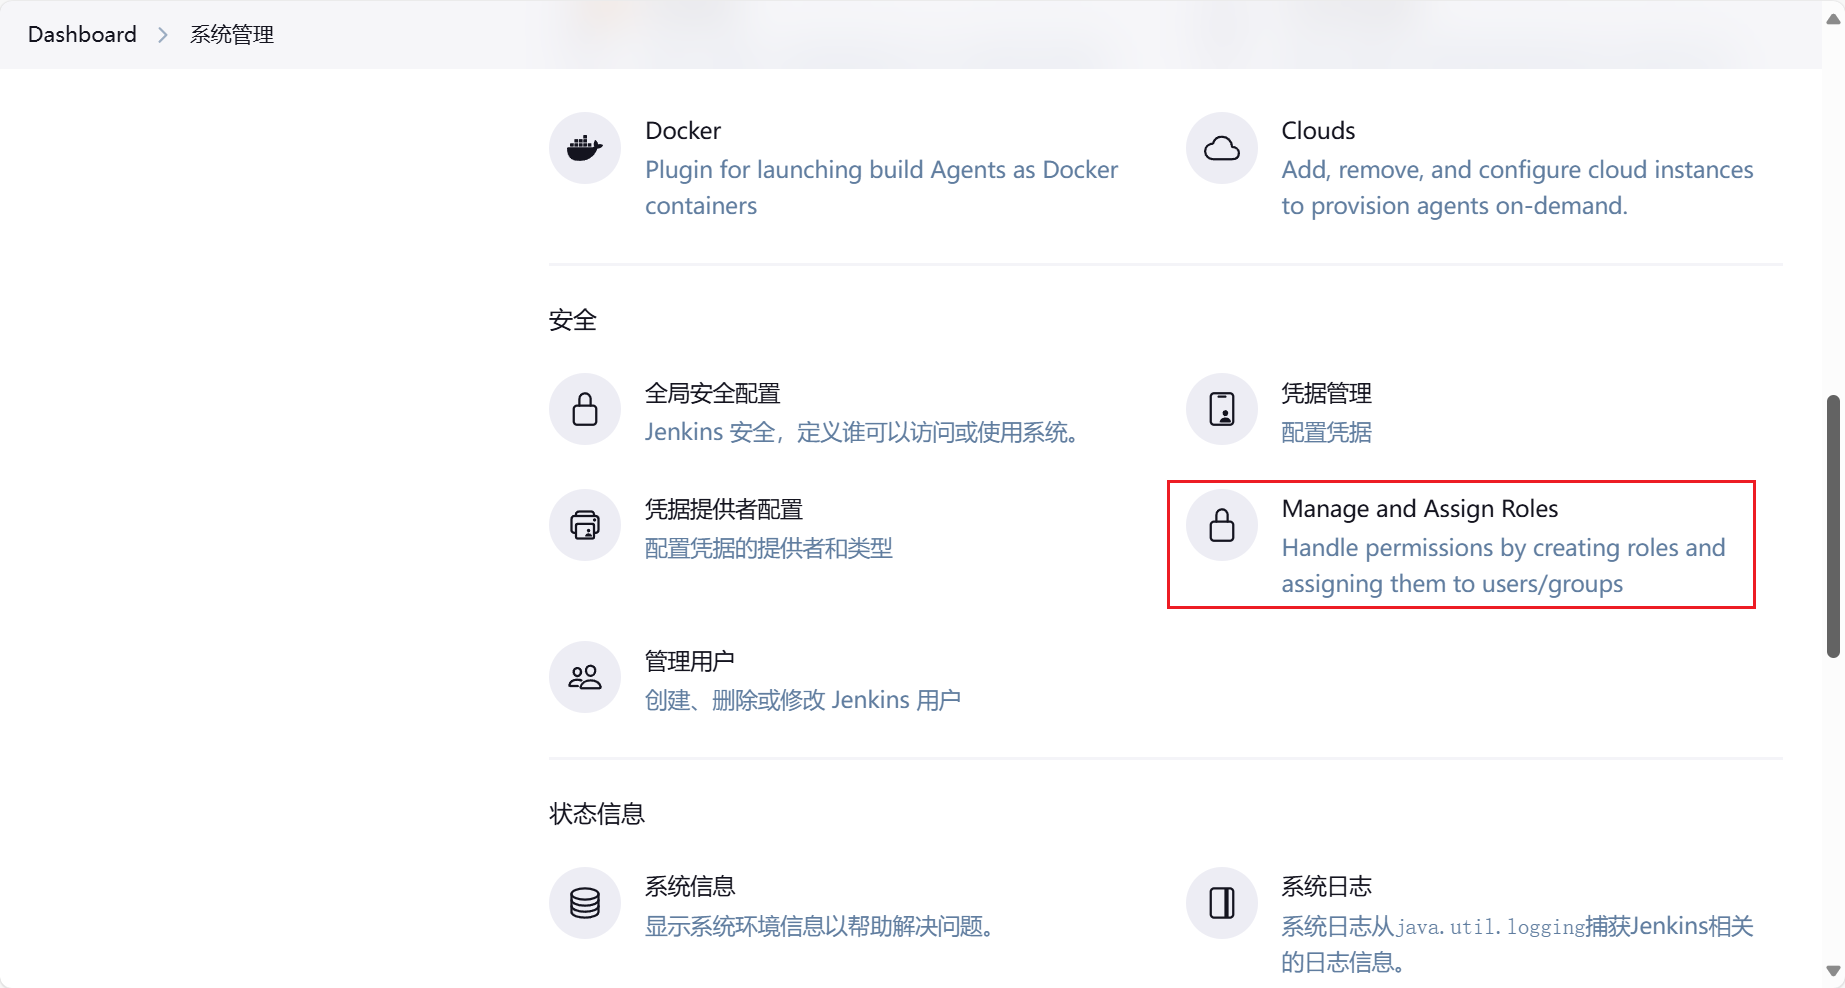 Dashboard
系统管理
Docker
Plugin for launching build Agents as Docker
containers
Clouds
Add, remove, and configure cloud instances
to provision agents on-demand.
安全
全局安全配置
Jenkins 安全，定义谁可以访问或使用系统。
凭据管理
配置凭据
凭据提供者配置
配置凭据的提供者和类型
Manage and Assign Roles
Handle permissions by creating roles and
assigning them to users/groups
管理用户
创建、删除或修改 Jenkins 用户
状态信息
系统信息
显示系统环境信息以帮助解决问题。
系统日志
系统日志从java.util.logging捕获Jenkins相关
的日志信息。